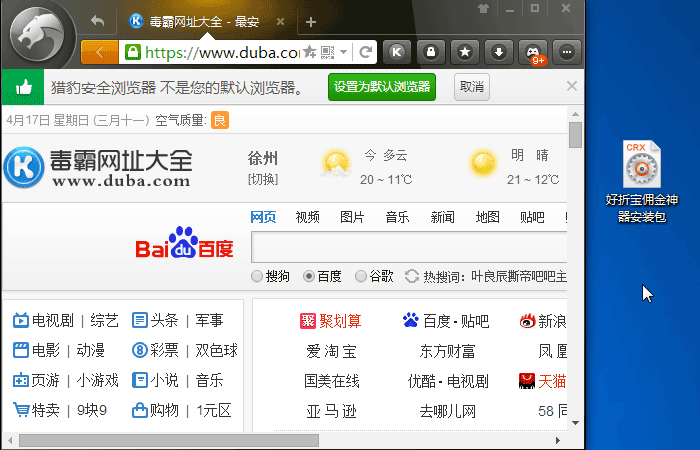 毒霸网址大全 - 最安
https://www.duba.co
9+
猎豹安全浏览器 不是您的默认浏览器。 设置为默认浏览器 取消
4月17日 星期日 (三月十一) 空气质量: 良
毒霸网址大全
www.duba.com
徐州
[切换]
今 多云
20 ~ 11℃
明 晴
21 ~ 12℃
网页 视频 图片 音乐 新闻 地图 贴吧
Bai du 百度
搜狗 百度 谷歌 热搜词: 叶良辰撕帝吧吧主
电视剧 | 综艺 头条 | 军事
电影 | 动漫 彩票 | 双色球
页游 | 小游戏 小说 | 音乐
特卖 | 9块9 购物 | 1元区
聚 聚划算 百度 - 贴吧 新浪
爱 淘 宝 东方财富 凤 凰
国美在线 优酷 - 电视剧 天猫
亚 马 逊 去哪儿网 58 同
CRX
好折宝佣金神
器安装包